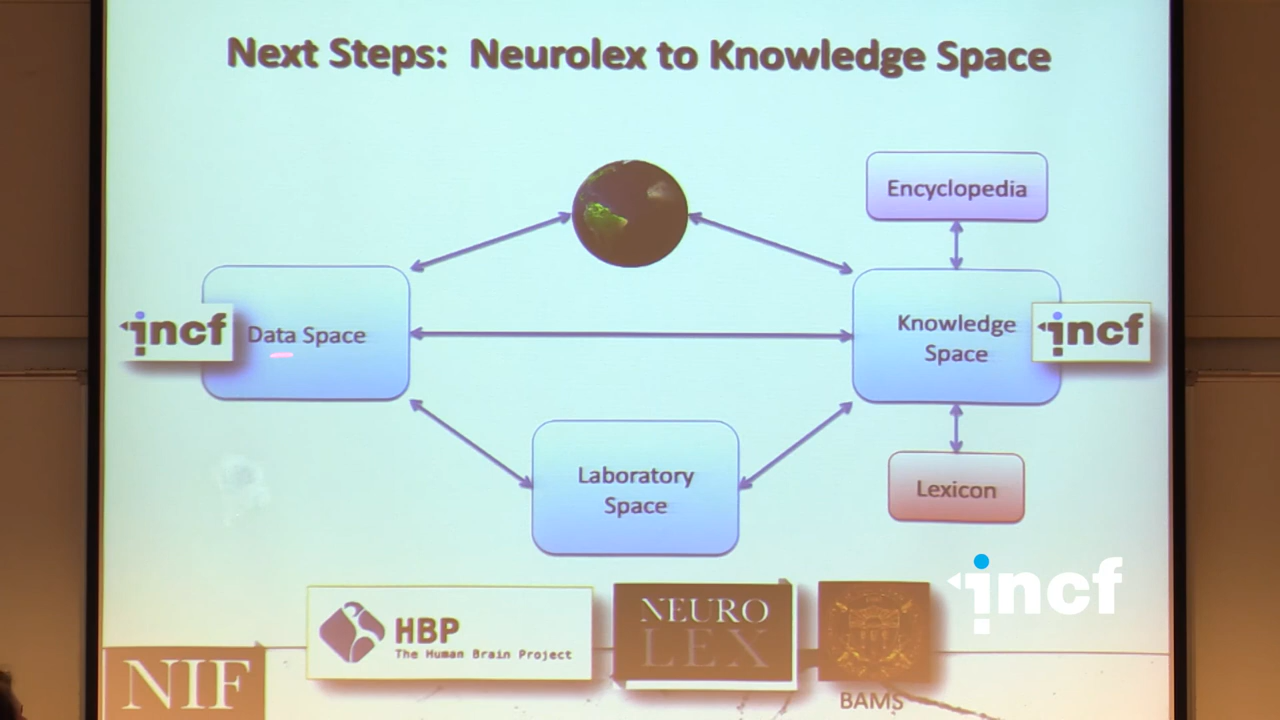 Next Steps: Neurolex to Knowledge Space
Encyclopedia
incf
Data Space
Knowledge
Space
incf
Laboratory
Space
Lexicon
incf
HBP
The Human Brain Project
NEURO
LEX
BAMS
NIF